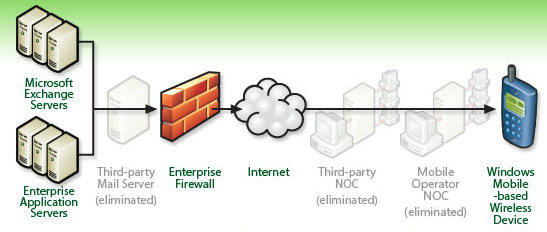 Microsoft
Exchange
Servers
Enterprise
Application
Servers
Third-party
Mail Server
(eliminated)
Enterprise
Firewall
Internet
Third-party
NOC
(eliminated)
Mobile
Operator
NOC
(eliminated)
Windows
Mobile
-based
Wireless
Device